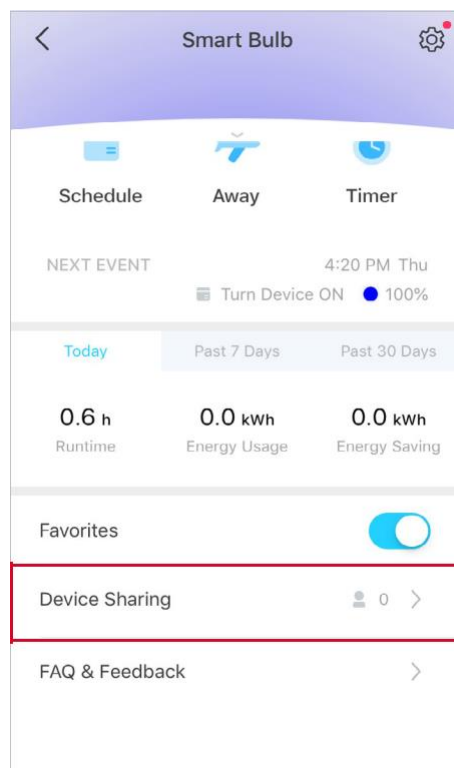 Smart Bulb
Schedule Away Timer
NEXT EVENT 4:20 PM Thu
Turn Device ON 100%
Today Past 7 Days Past 30 Days
0.6 h 0.0 kWh 0.0 kWh
Runtime Energy Usage Energy Saving
Favorites
Device Sharing 0
FAQ & Feedback